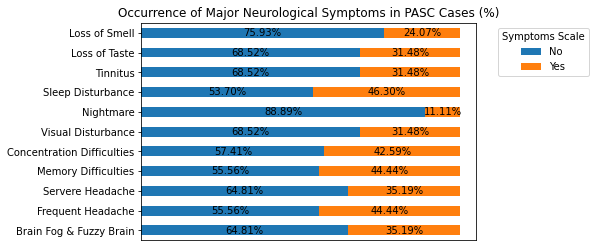 Occurrence of Major Neurological Symptoms in PASC Cases (%)
Symptoms Scale
No
Yes
Loss of Smell 75.93% 24.07%
Loss of Taste 68.52% 31.48%
Tinnitus 68.52% 31.48%
Sleep Disturbance 53.70% 46.30%
Nightmare 88.89% 11.11%
Visual Disturbance 68.52% 31.48%
Concentration Difficulties 57.41% 42.59%
Memory Difficulties 55.56% 44.44%
Servere Headache 64.81% 35.19%
Frequent Headache 55.56% 44.44%
Brain Fog & Fuzzy Brain 64.81% 35.19%